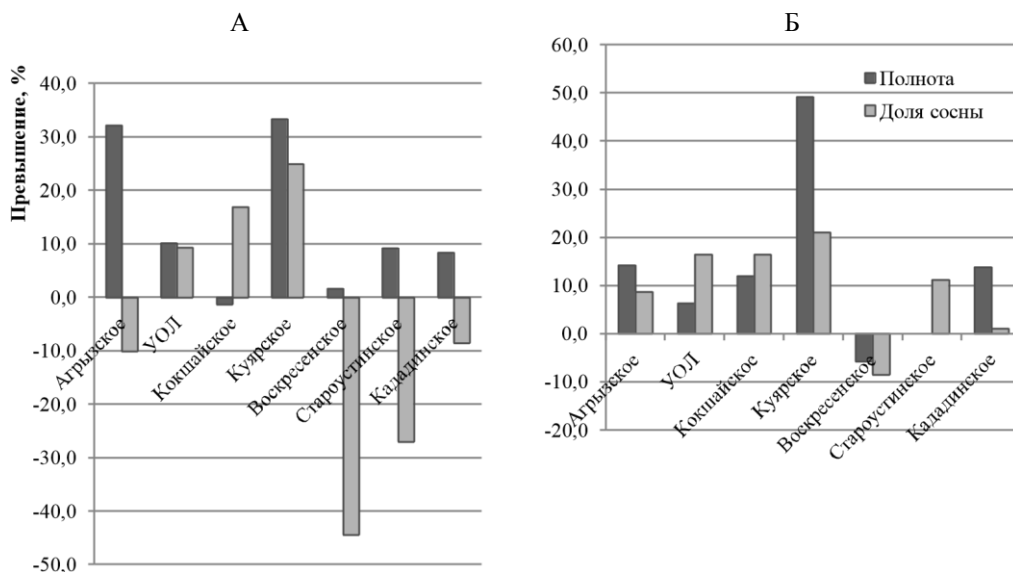 А
Превышение, %
40,0
30,0
20,0
10,0
0,0
-10,0
-20,0
-30,0
-40,0
-50,0
Агрызское
УОЛ
Кокшайское
Куярское
Воскресенское
Староустинское
Кададинское
Б
60,0
50,0
40,0
30,0
20,0
10,0
0,0
-10,0
-20,0
Полнота
Доля сосны
Агрызское
УОЛ
Кокшайское
Куярское
Воскресенское
Староустинское
Кададинское